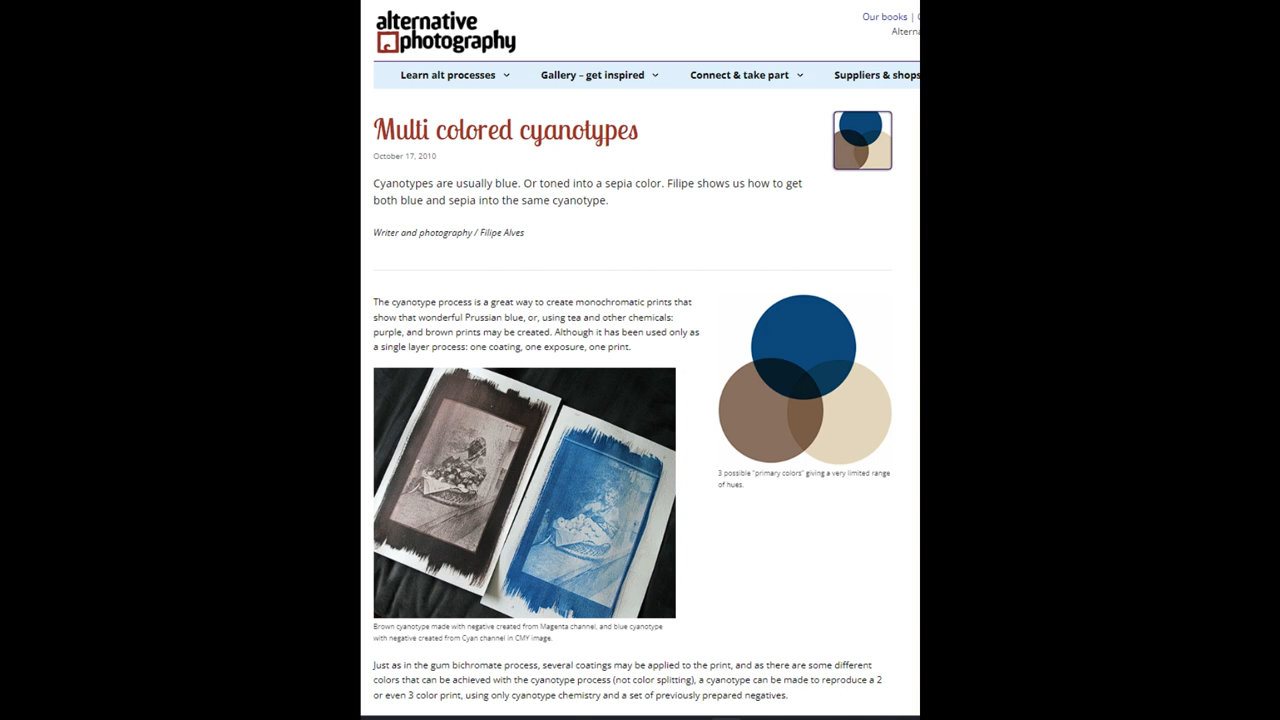 alternative
photography
Our books |
Alterna
Learn alt processes
Gallery – get inspired
Connect & take part
Suppliers & shops
Multi colored cyanotypes
October 17, 2010
Cyanotypes are usually blue. Or toned into a sepia color. Filipe shows us how to get
both blue and sepia into the same cyanotype.
Writer and photography / Filipe Alves
The cyanotype process is a great way to create monochromatic prints that
show that wonderful Prussian blue, or, using tea and other chemicals:
purple, and brown prints may be created. Although it has been used only as
a single layer process: one coating, one exposure, one print.
3 possible “primary colors” giving a very limited range
of hues.
Brown cyanotype made with negative created from Magenta channel, and blue cyanotype
with negative created from Cyan channel in CMY image.
Just as in the gum bichromate process, several coatings may be applied to the print, and as there are some different
colors that can be achieved with the cyanotype process (not color splitting), a cyanotype can be made to reproduce a 2
or even 3 color print, using only cyanotype chemistry and a set of previously prepared negatives.